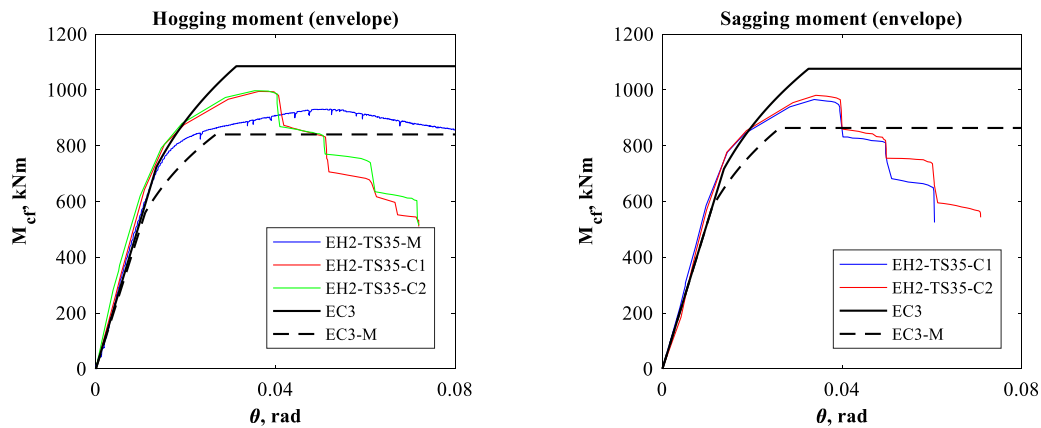 Hogging moment (envelope)
1200
1000
800
600
400
200
0
M_cf, kNm
EH2-TS35-M
EH2-TS35-C1
EH2-TS35-C2
EC3
EC3-M
0
0.04
0.08
θ, rad
Sagging moment (envelope)
1200
1000
800
600
400
200
0
M_cf, kNm
EH2-TS35-C1
EH2-TS35-C2
EC3
EC3-M
0
0.04
0.08
θ, rad